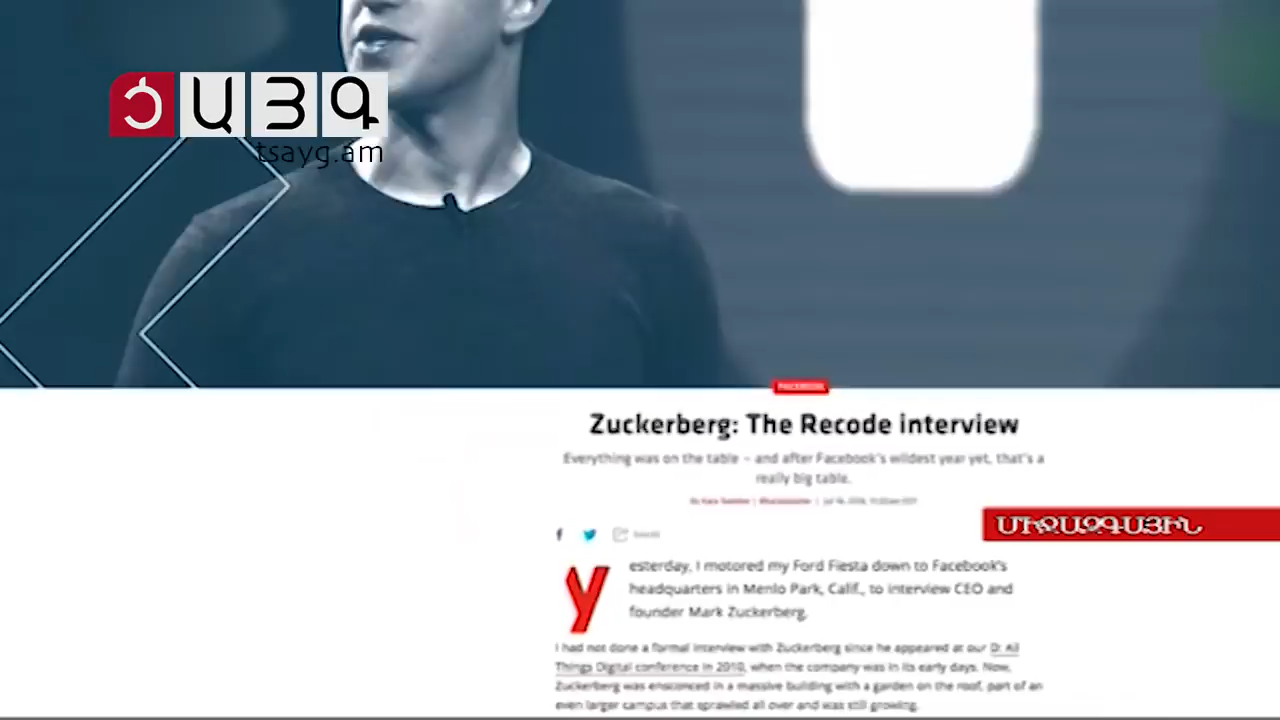 ՑԱՅԳ
tsayg.am
FACEBOOK
Zuckerberg: The Recode interview
Everything was on the table – and after Facebook's wildest year yet, that's a
really big table.
ՄԻՋԱԶԳԱՅԻՆ
Yesterday, I motored my Ford Fiesta down to Facebook's
headquarters in Menlo Park, Calif., to interview CEO and
founder Mark Zuckerberg.
I had not done a formal interview with Zuckerberg since he appeared at our D: All
Things Digital conference in 2010, when the company was in its early days. Now,
Zuckerberg was ensconced in a massive building with a garden on the roof, part of an
even larger campus that sprawled all over and was still growing.